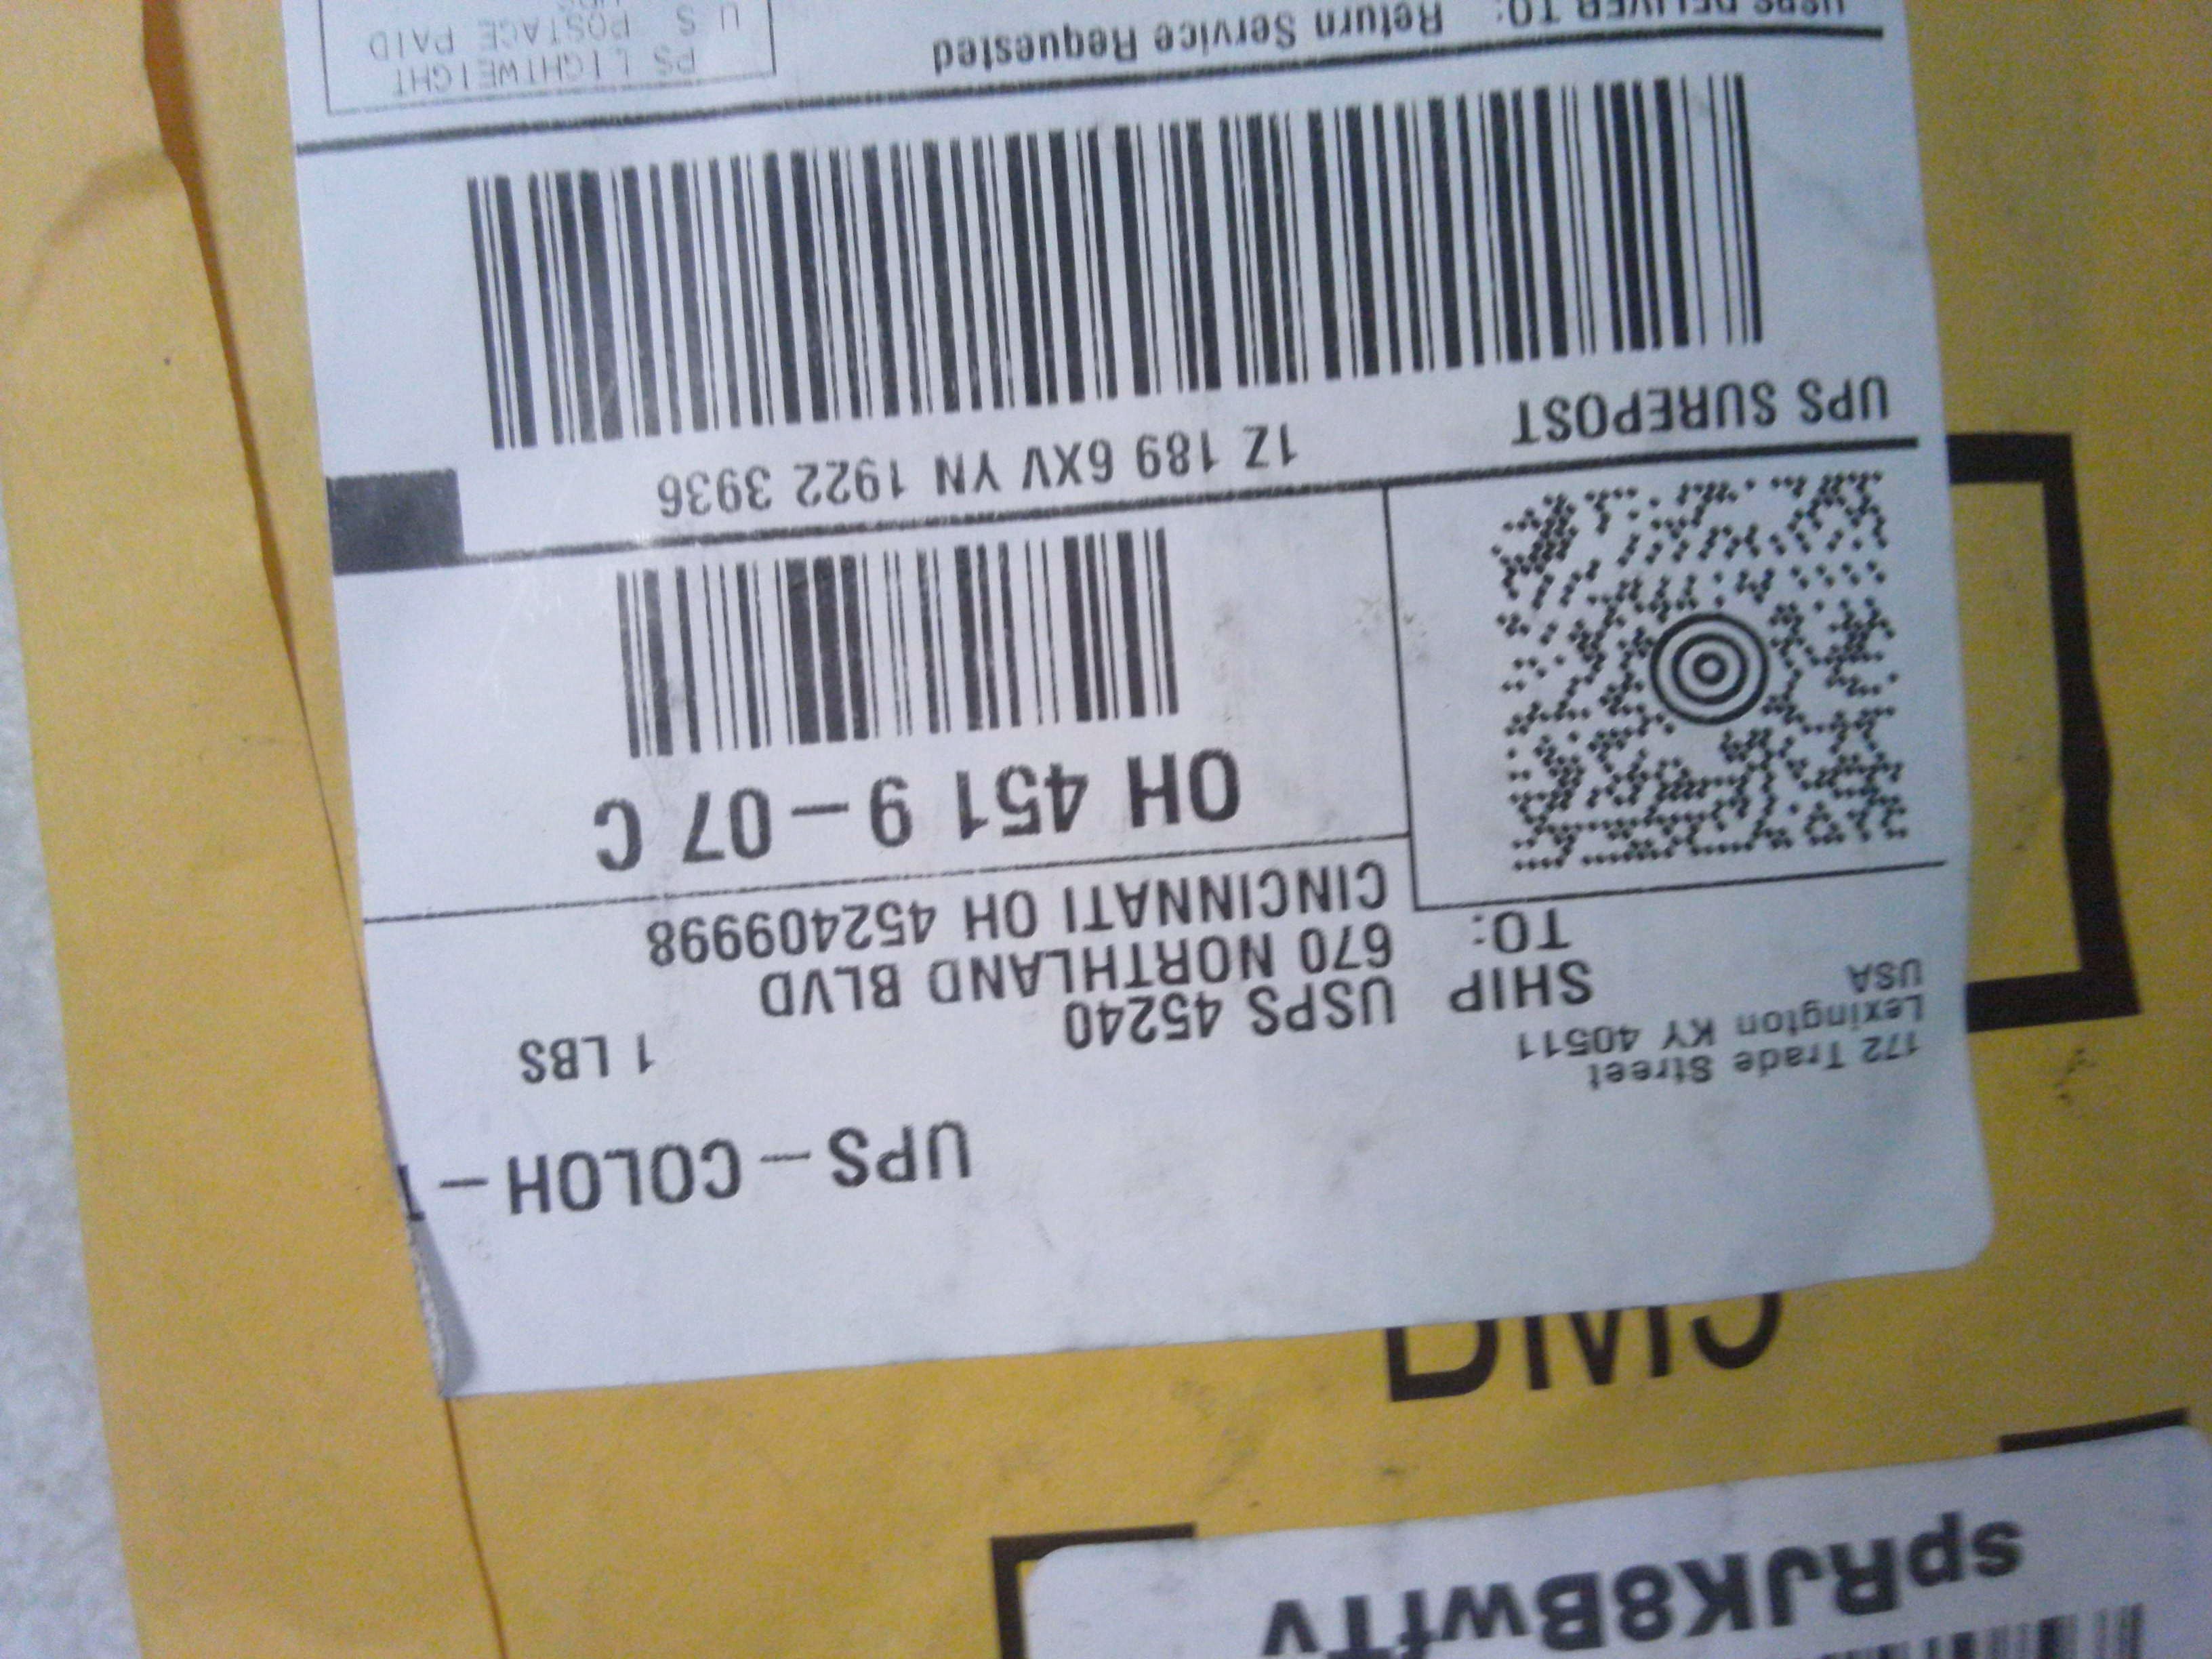 spRJK8BwfTv
UPS-COLOH-
1 LBS
172 Trade Street
Lexington KY 40511
USA
SHIP
TO:
USPS 45240
670 NORTHLAND BLVD
CINCINNATI OH 452409998
OH 451 9-07 C
UPS SUREPOST
1Z 189 6XV YN 1922 3936
USPS DELIVER TO:
Return Service Requested
PS LIGHTWEIGHT
U S POSTAGE PAID
UPS